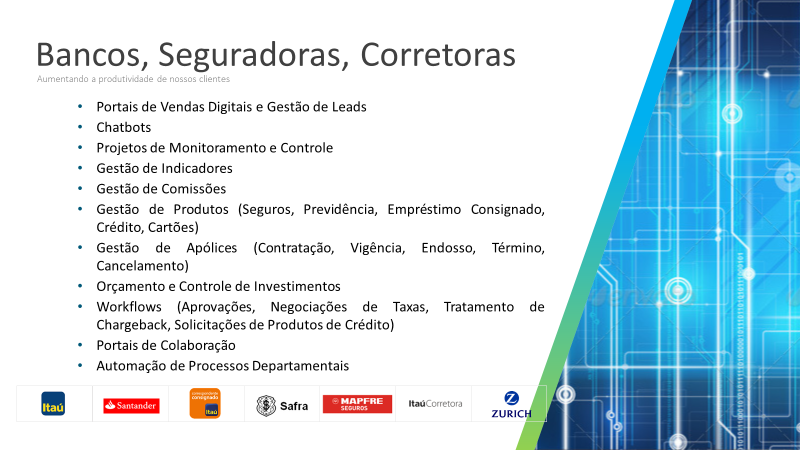 Bancos, Seguradoras, Corretoras
Aumentando a produtividade de nossos clientes
• Portais de Vendas Digitais e Gestão de Leads
• Chatbots
• Projetos de Monitoramento e Controle
• Gestão de Indicadores
• Gestão de Comissões
• Gestão de Produtos (Seguros, Previdência, Empréstimo Consignado,
Crédito, Cartões)
• Gestão de Apólices (Contratação, Vigência, Endosso, Término,
Cancelamento)
• Orçamento e Controle de Investimentos
• Workflows (Aprovações, Negociações de Taxas, Tratamento de
Chargeback, Solicitações de Produtos de Crédito)
• Portais de Colaboração
• Automação de Processos Departamentais
Itaú
Santander
Itaú
Safra
MAPFRE
SEGUROS
ItaúCorretora
Z
ZURICH